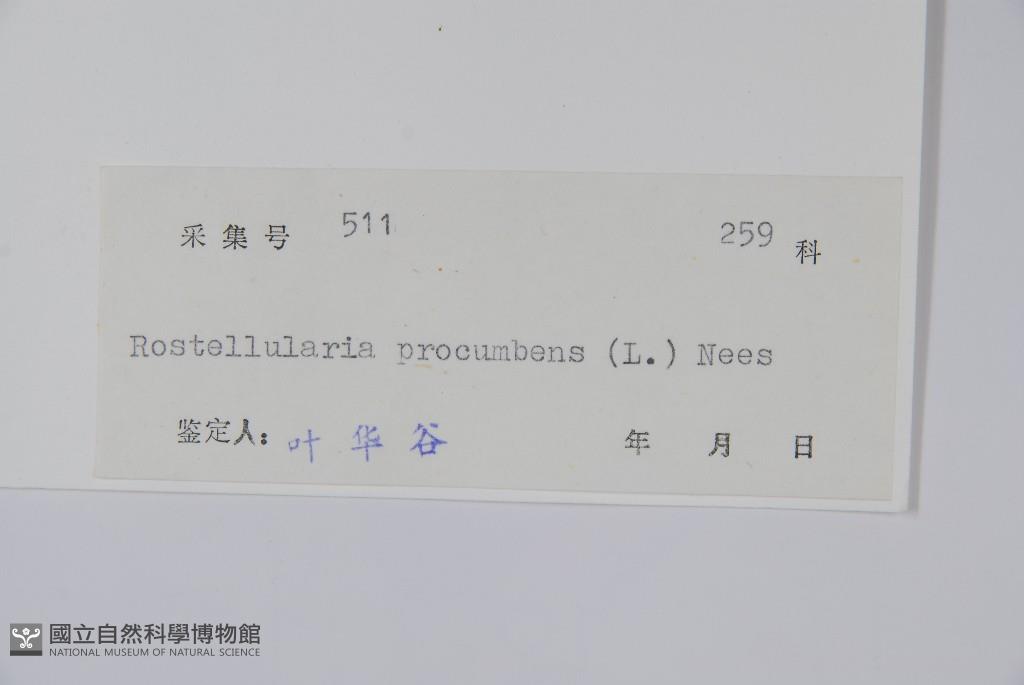 采集号 511 259 科
Rostellularia procumbens (L.) Nees
鉴定人: 叶华谷 年 月 日
國立自然科學博物館
NATIONAL MUSEUM OF NATURAL SCIENCE